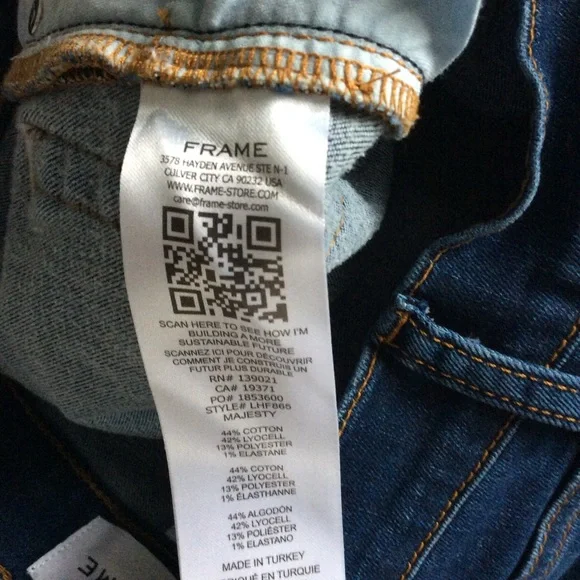 FRAME
3578 HAYDEN AVENUE STE N-1
CULVER CITY CA 90232 USA
WWW.FRAME-STORE.COM
care@frame-store.com
SCAN HERE TO SEE HOW I'M
BUILDING A MORE
SUSTAINABLE FUTURE
SCANNEZ ICI POUR DÉCOUVRIR
COMMENT JE CONSTRUIS UN
FUTUR PLUS DURABLE
RN# 139021
CA# 19371
PO# 1853600
STYLE# LHF866
MAJESTY
44% COTTON
42% LYOCELL
13% POLYESTER
1% ELASTANE
44% COTON
42% LYOCELL
13% POLYESTER
1% ÉLASTHANNE
44% ALGODÓN
42% LYOCELL
13% POLIÉSTER
1% ELASTANO
MADE IN TURKEY
EN TURQUIE